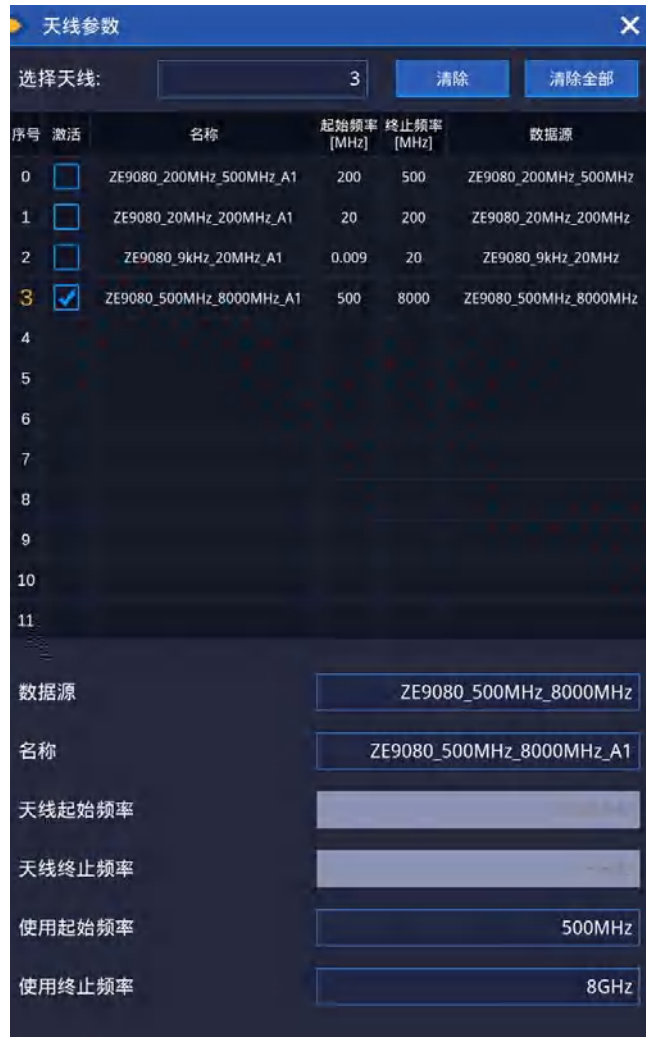 天线参数
选择天线: 3 清除 清除全部
序号 激活 名称 起始频率 [MHz] 终止频率 [MHz] 数据源
0 ZE9080_200MHz_500MHz_A1 200 500 ZE9080_200MHz_500MHz
1 ZE9080_20MHz_200MHz_A1 20 200 ZE9080_20MHz_200MHz
2 ZE9080_9kHz_20MHz_A1 0.009 20 ZE9080_9kHz_20MHz
3 ZE9080_500MHz_8000MHz_A1 500 8000 ZE9080_500MHz_8000MHz
4
5
6
7
8
9
10
11
数据源 ZE9080_500MHz_8000MHz
名称 ZE9080_500MHz_8000MHz_A1
天线起始频率
天线终止频率
使用起始频率 500MHz
使用终止频率 8GHz